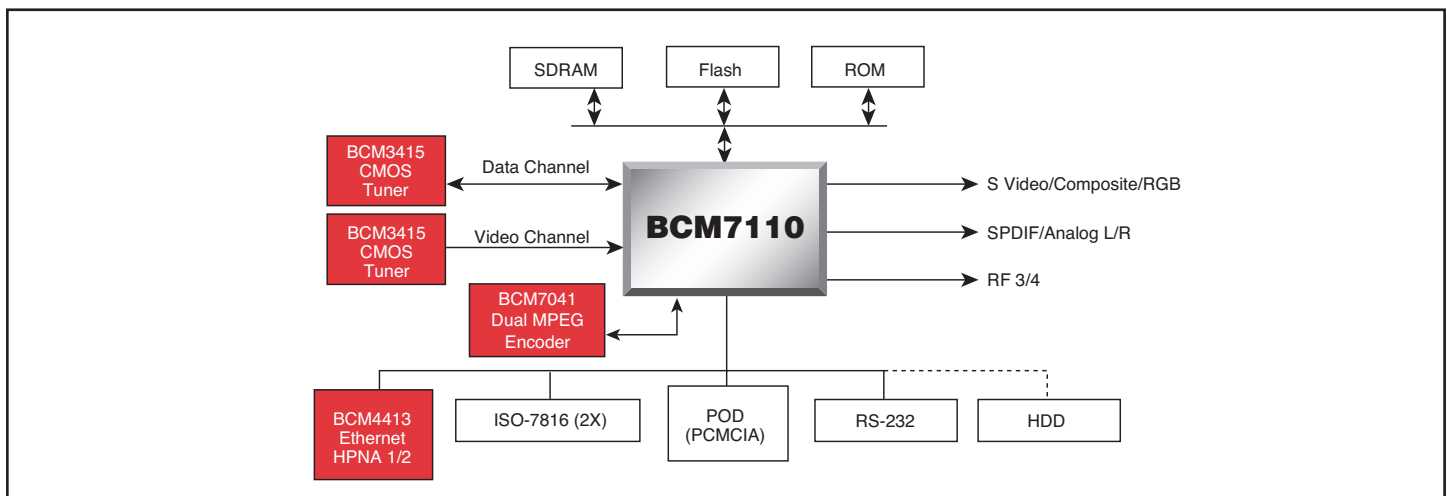 SDRAM
Flash
ROM
BCM3415
CMOS
Tuner
Data Channel
BCM3415
CMOS
Tuner
Video Channel
BCM7110
S Video/Composite/RGB
SPDIF/Analog L/R
RF 3/4
BCM7041
Dual MPEG
Encoder
BCM4413
Ethernet
HPNA 1/2
ISO-7816 (2X)
POD
(PCMCIA)
RS-232
HDD